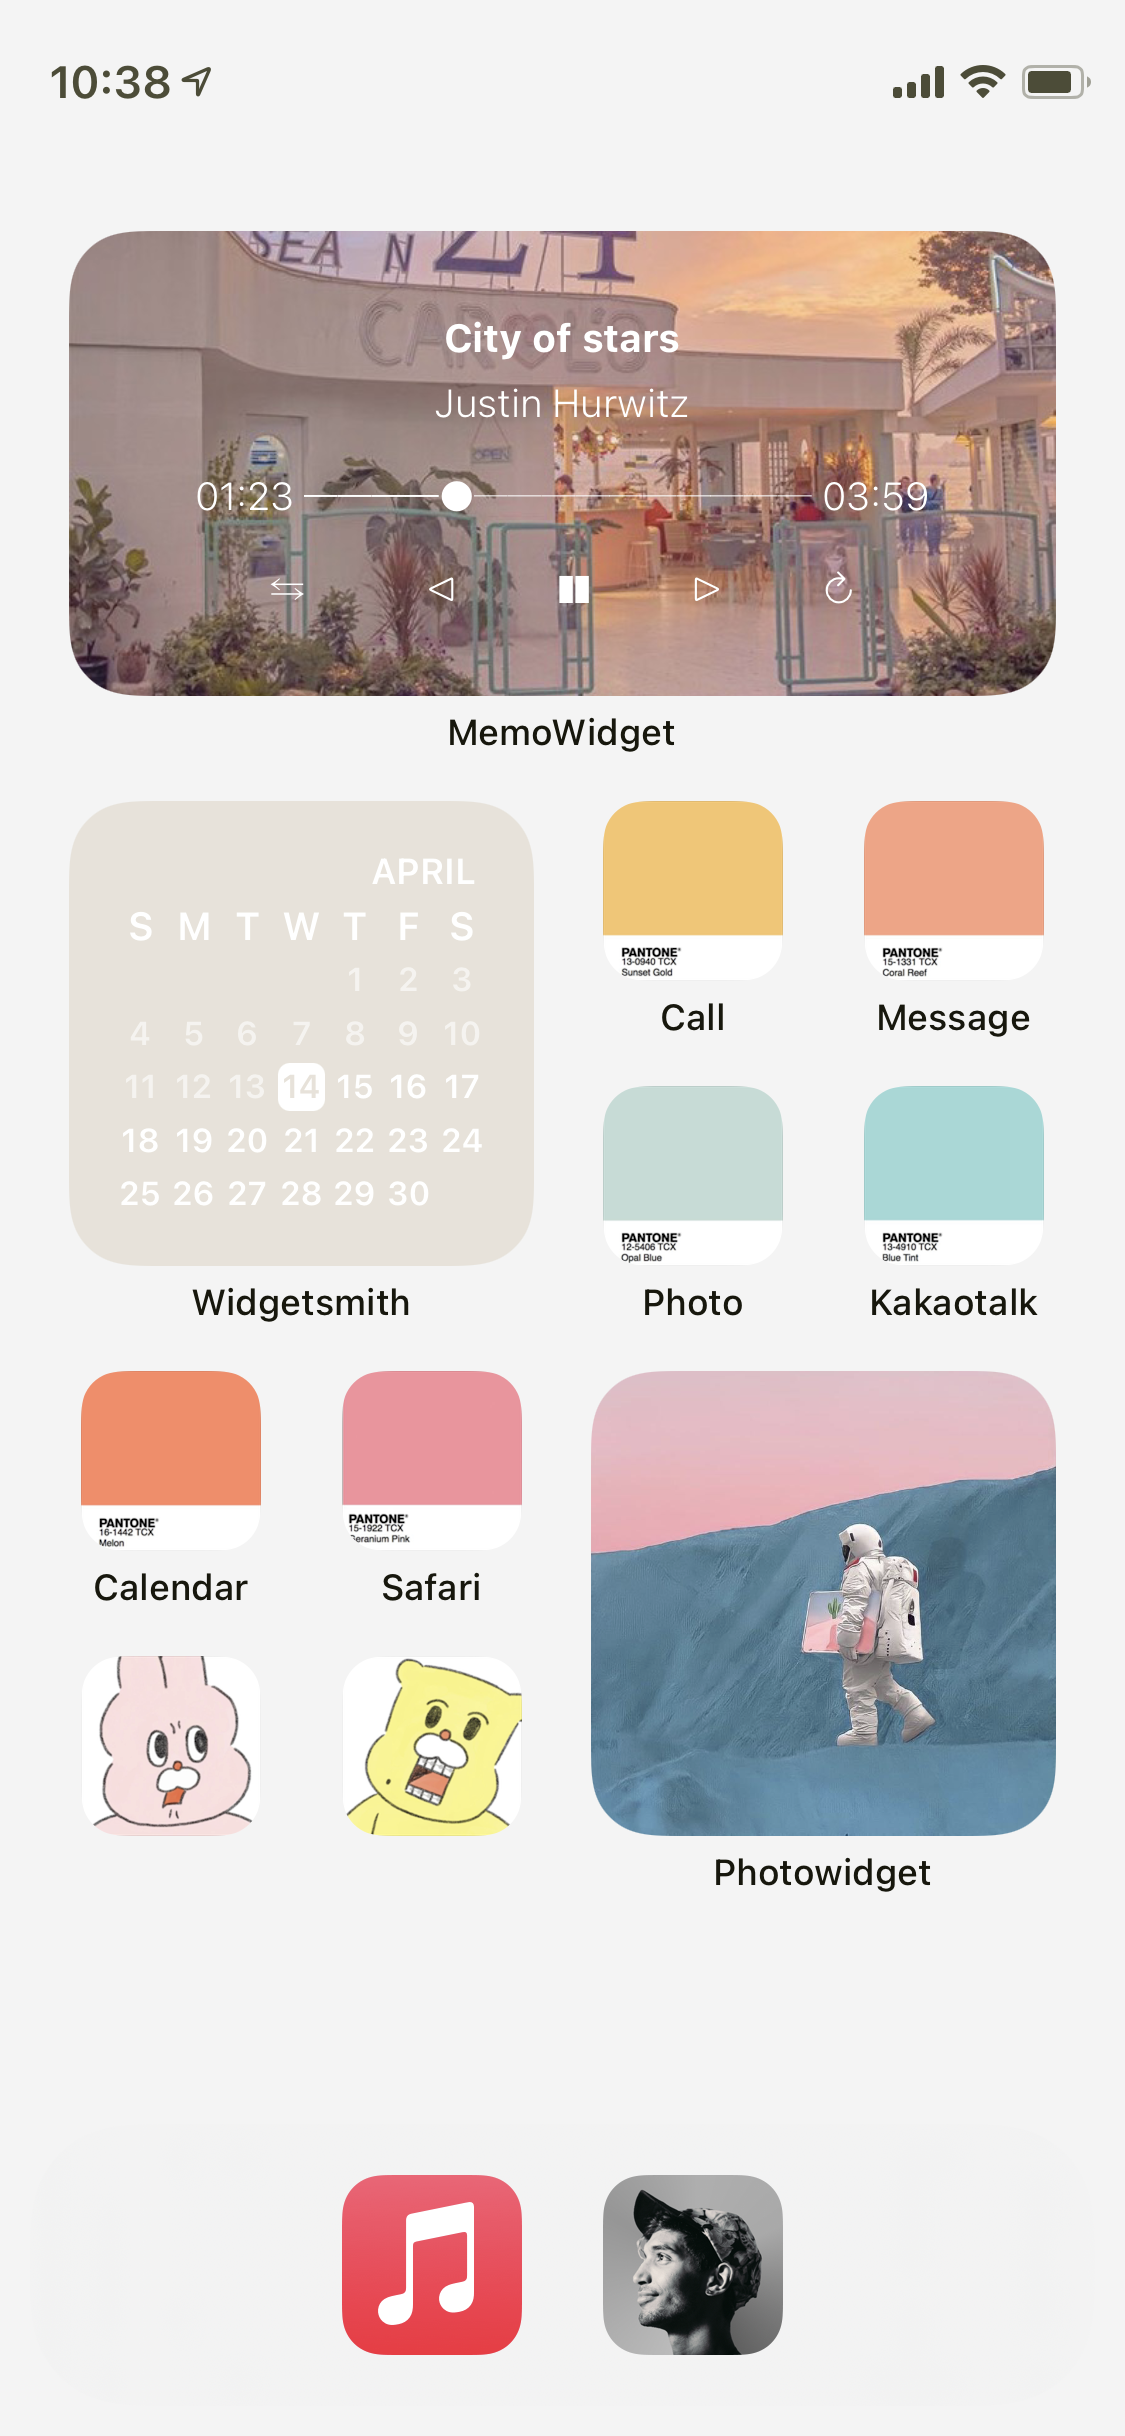 10:38
SEA N 24
CAR LO
City of stars
Justin Hurwitz
OPEN
01:23 03:59
MemoWidget
APRIL
S M T W T F S
1 2 3
4 5 6 7 8 9 10
11 12 13 14 15 16 17
18 19 20 21 22 23 24
25 26 27 28 29 30
Widgetsmith
PANTONE®
13-0940 TCX
Sunset Gold
Call
PANTONE®
15-1331 TCX
Coral Reef
Message
PANTONE®
12-5406 TCX
Opal Blue
Photo
PANTONE®
13-4910 TCX
Blue Tint
Kakaotalk
PANTONE®
16-1442 TCX
Melon
Calendar
PANTONE®
15-1922 TCX
Geranium Pink
Safari
Photowidget